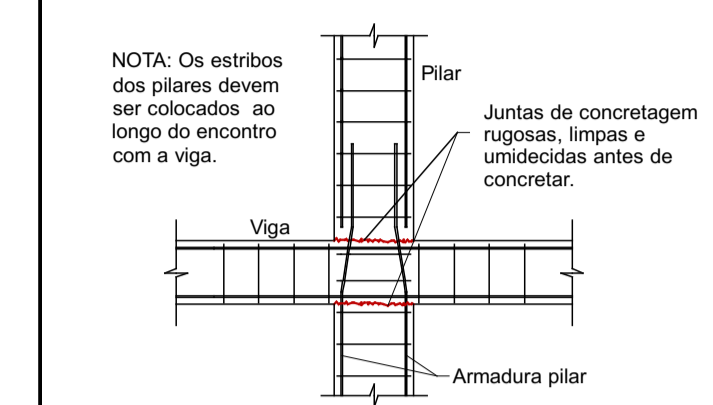 NOTA: Os estribos
dos pilares devem
ser colocados ao
longo do encontro
com a viga.
Pilar
Juntas de concretagem
rugosas, limpas e
umidecidas antes de
concretar.
Viga
Armadura pilar